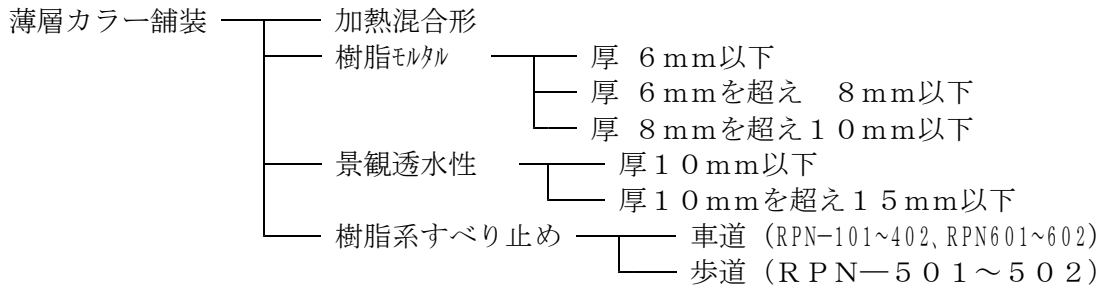 薄層カラー舗装 加熱混合形
樹脂ﾓﾙﾀﾙ 厚 6mm以下
厚 6mmを超え 8mm以下
厚 8mmを超え10mm以下
景観透水性 厚10mm以下
厚10mmを超え15mm以下
樹脂系すべり止め 車道(RPN−101~402、RPN601~602)
歩道(RPN―501～502)